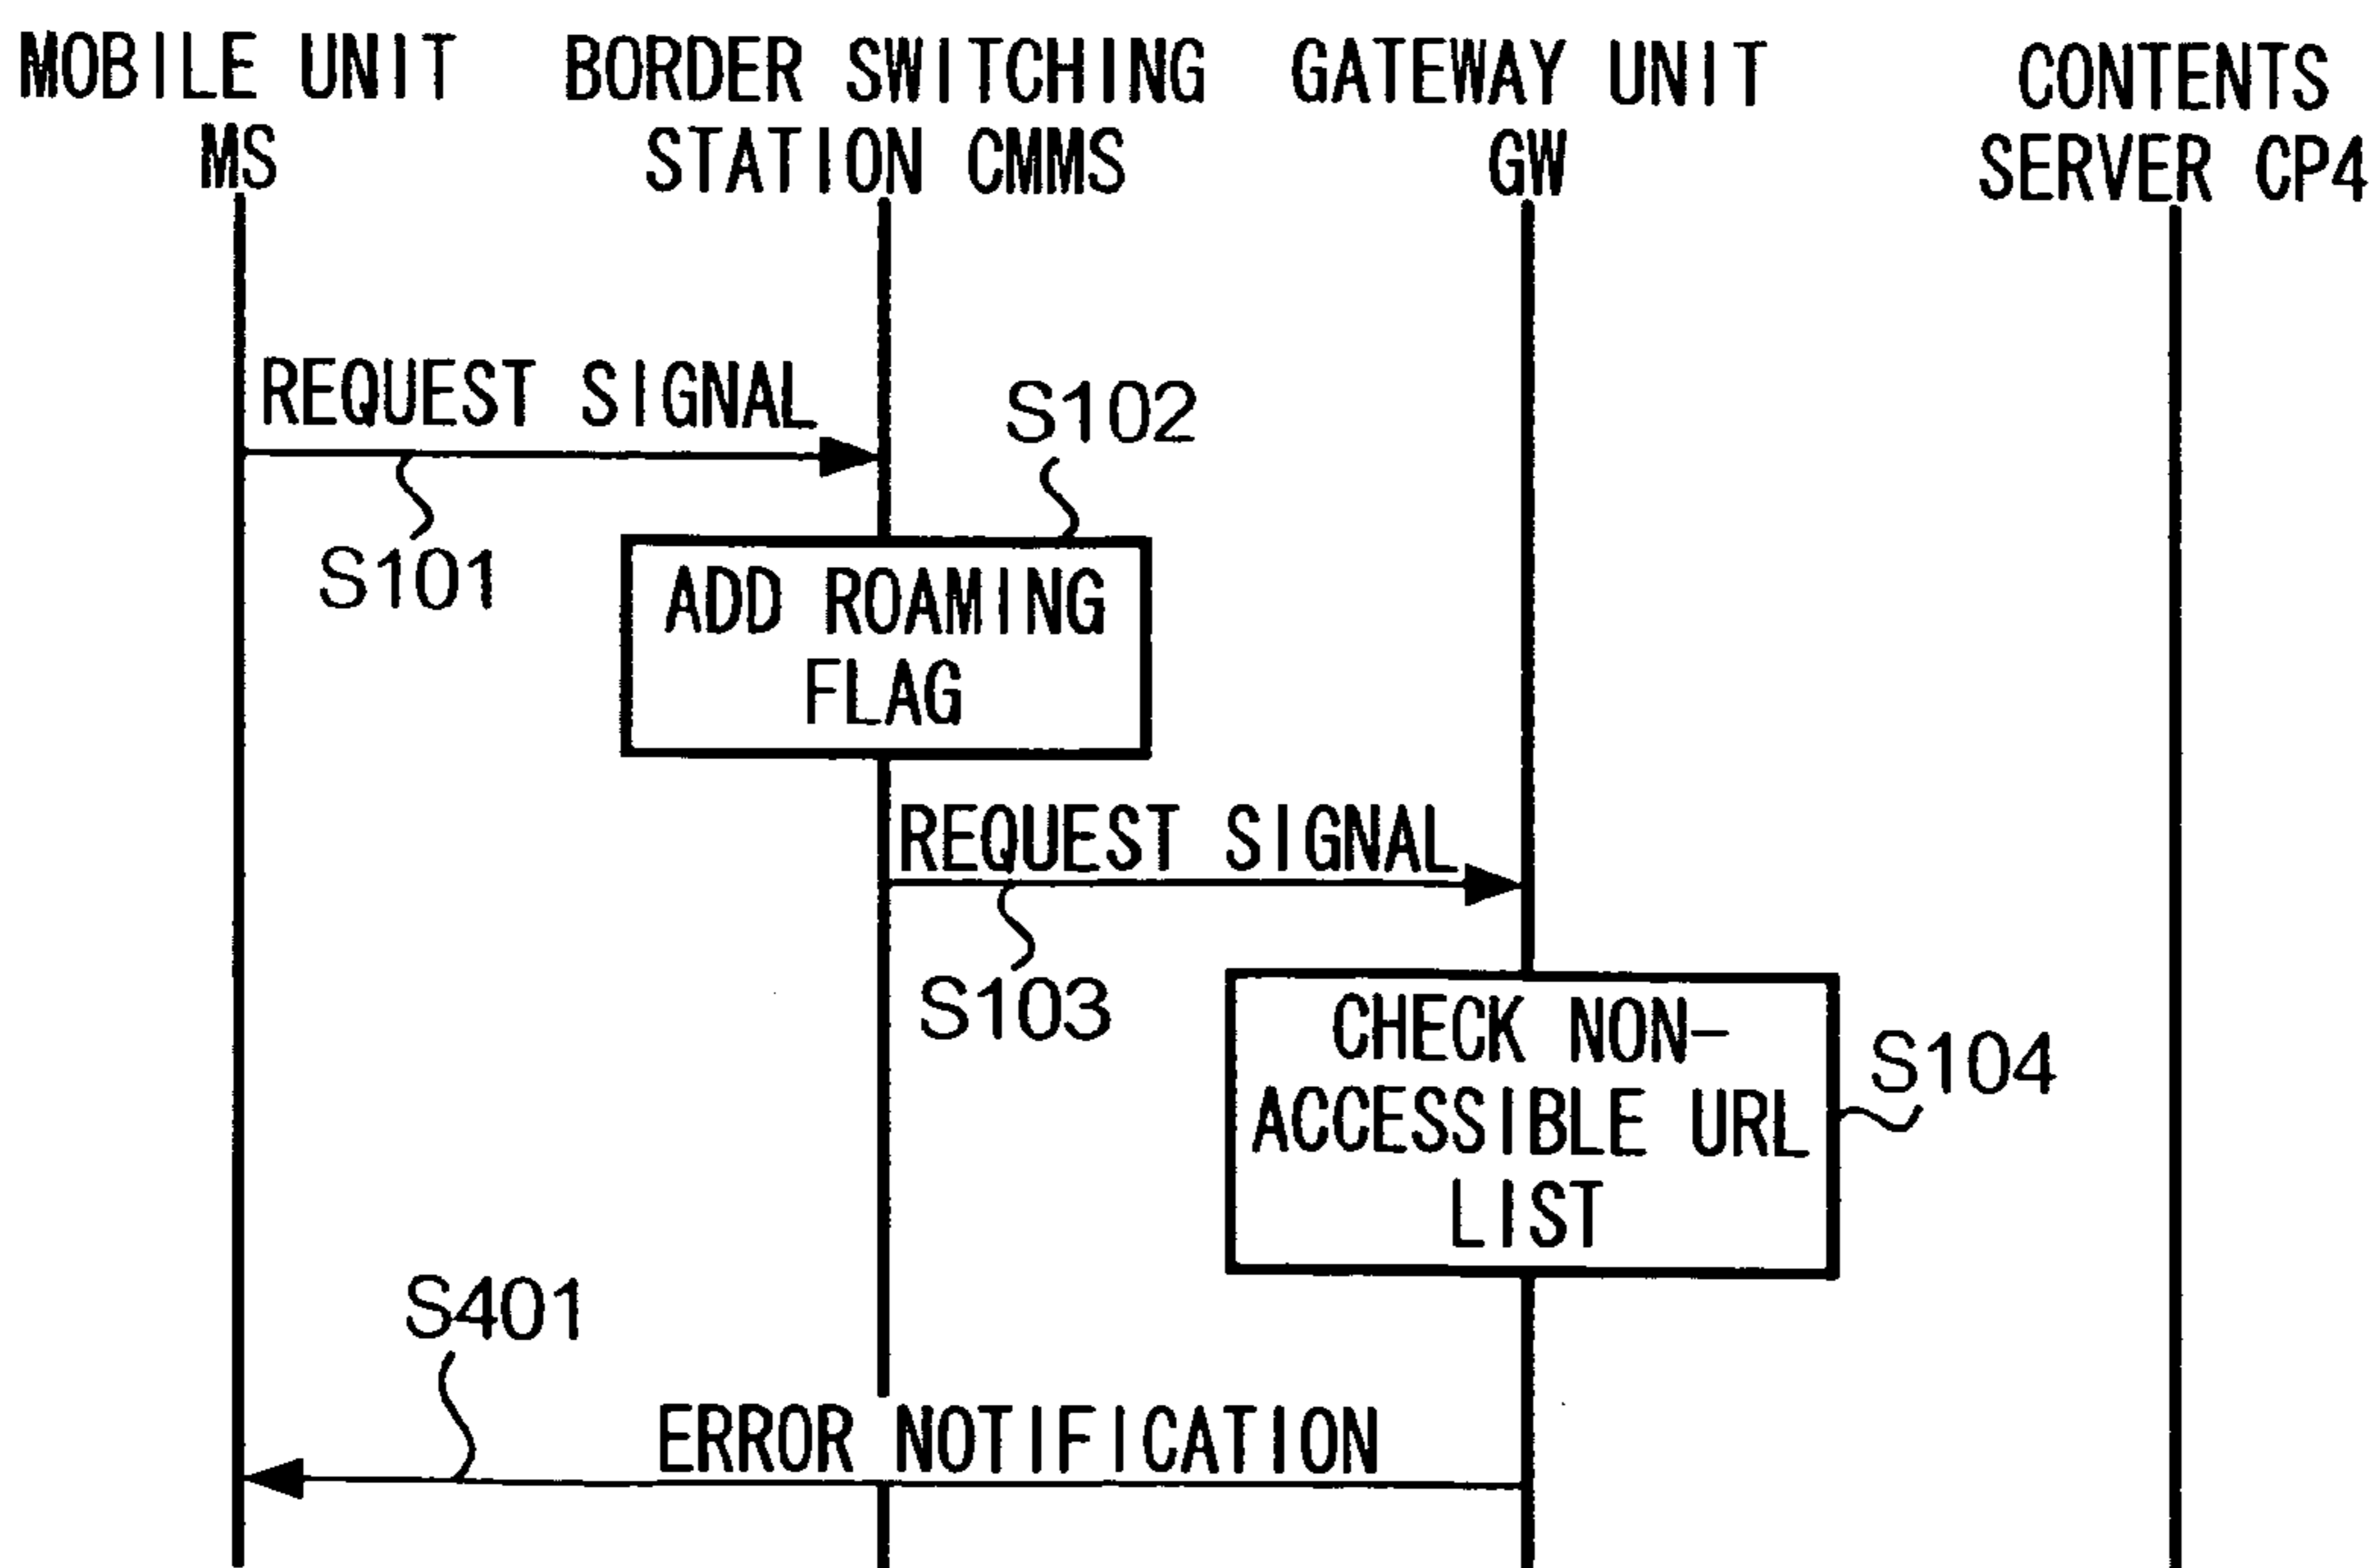 MOBILE UNIT
MS
BORDER SWITCHING
STATION CMMS
GATEWAY UNIT
GW
CONTENTS
SERVER CP4
REQUEST SIGNAL
S101
S102
ADD ROAMING
FLAG
REQUEST SIGNAL
S103
CHECK NON-
ACCESSIBLE URL
LIST
S104
S401
ERROR NOTIFICATION